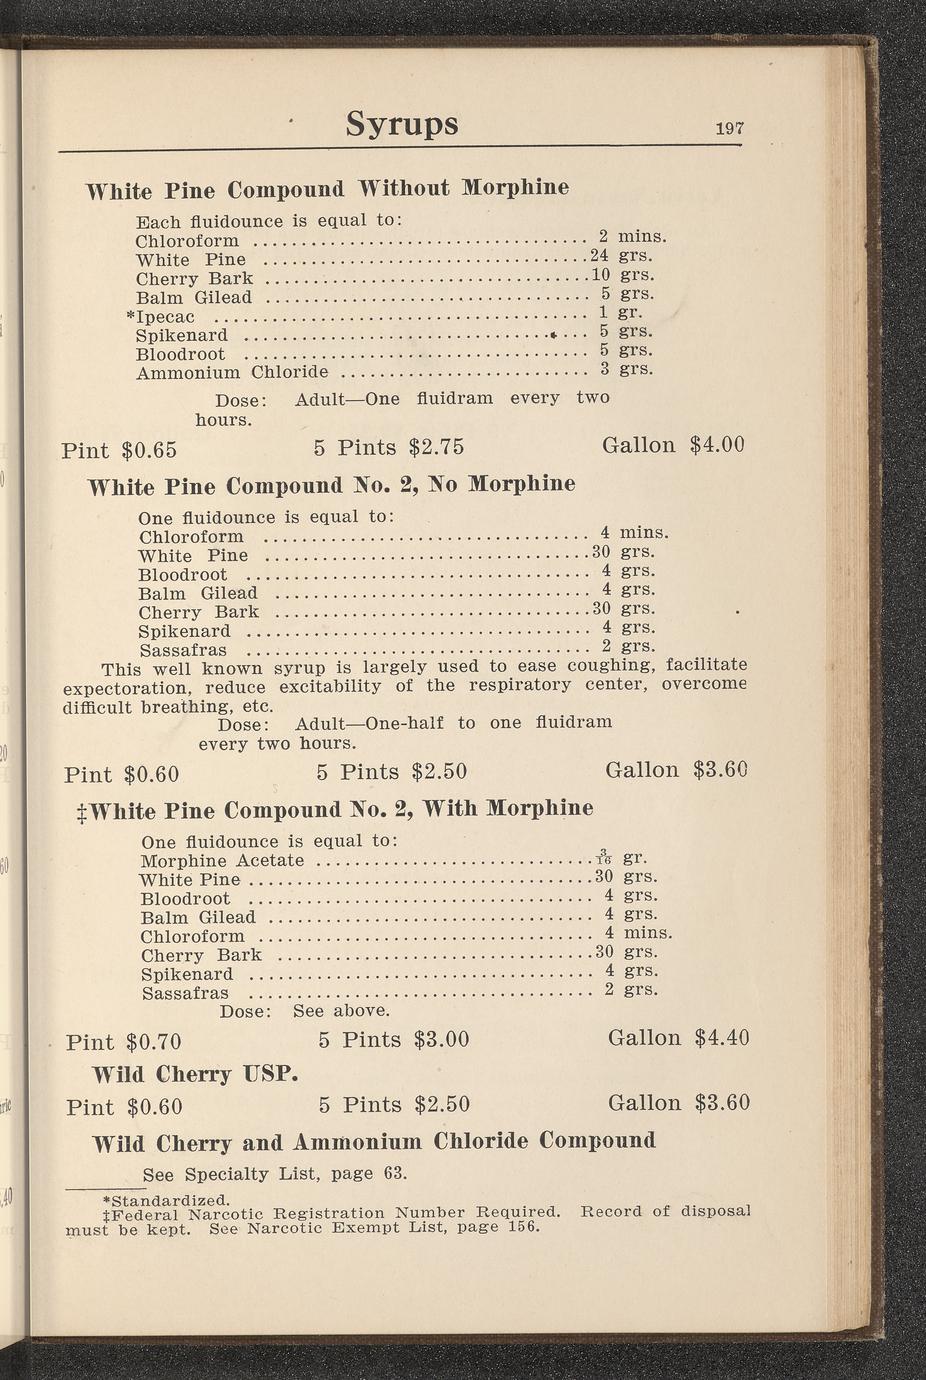 Syrups 197
White Pine Compound Without Morphine
Each fluidounce is equal to:
Chloroform .................................. 2 mins.
White Pine .................................24 grs.
Cherry Bark .................................10 grs.
Balm Gilead ................................. 5 grs.
*Ipecac ...................................... 1 gr.
Spikenard ................................... 5 grs.
Bloodroot ................................... 5 grs.
Ammonium Chloride ......................... 3 grs.
Dose: Adult—One fluidram every two
hours.
Pint $0.65 5 Pints $2.75 Gallon $4.00
White Pine Compound No. 2, No Morphine
One fluidounce is equal to:
Chloroform ................................. 4 mins.
White Pine .................................30 grs.
Bloodroot ................................... 4 grs.
Balm Gilead ................................ 4 grs.
Cherry Bark ................................30 grs.
Spikenard ................................... 4 grs.
Sassafras ................................... 2 grs.
This well known syrup is largely used to ease coughing, facilitate
expectoration, reduce excitability of the respiratory center, overcome
difficult breathing, etc.
Dose: Adult—One-half to one fluidram
every two hours.
Pint $0.60 5 Pints $2.50 Gallon $3.60
‡White Pine Compound No. 2, With Morphine
One fluidounce is equal to:
Morphine Acetate ............................3/16 gr.
White Pine ...................................30 grs.
Bloodroot ................................... 4 grs.
Balm Gilead ................................. 4 grs.
Chloroform .................................. 4 mins.
Cherry Bark ................................30 grs.
Spikenard ................................... 4 grs.
Sassafras ................................... 2 grs.
Dose: See above.
Pint $0.70 5 Pints $3.00 Gallon $4.40
Wild Cherry USP.
Pint $0.60 5 Pints $2.50 Gallon $3.60
Wild Cherry and Ammonium Chloride Compound
See Specialty List, page 63.
*Standardized.
‡Federal Narcotic Registration Number Required. Record of disposal
must be kept. See Narcotic Exempt List, page 156.